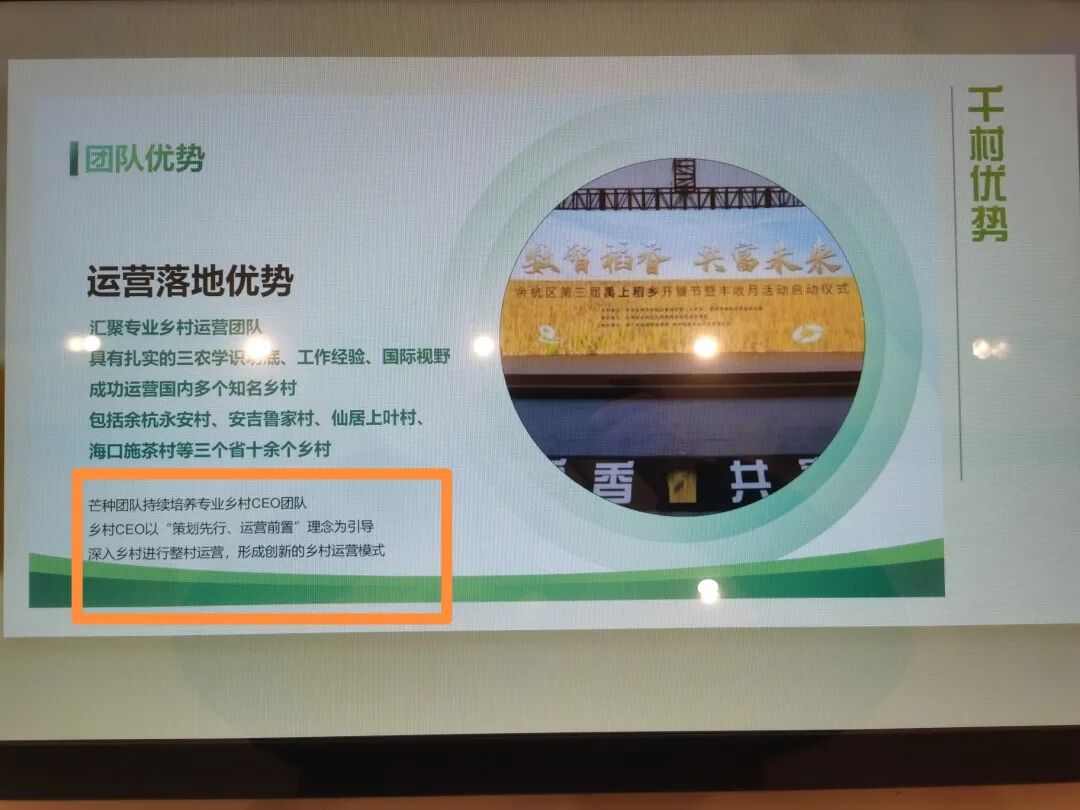 团队优势
运营落地优势
汇聚专业乡村运营团队
具有扎实的三农学识功底、工作经验、国际视野
成功运营国内多个知名乡村
包括余杭永安村、安吉鲁家村、仙居上叶村、
海口施茶村等三个省十余个乡村
芒种团队持续培养专业乡村CEO团队
乡村CEO以“策划先行、运营前置”理念为引导
深入乡村进行整村运营，形成创新的乡村运营模式
数智稻香 共富未来
余杭区第三届禹上稻乡开镰节暨丰收月活动启动仪式
香 共
千村优势